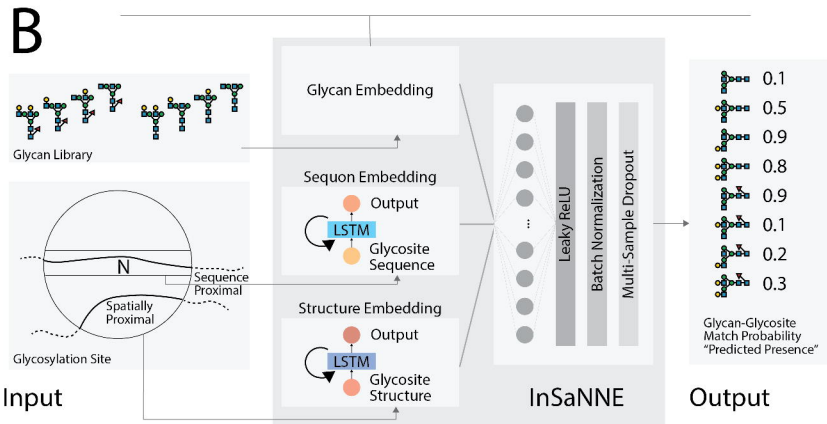 B
Glycan Library
N
Sequence
Proximal
Spatially
Proximal
Glycosylation Site
Input
Glycan Embedding
Sequon Embedding
Output
LSTM
Glycosite
Sequence
Structure Embedding
Output
LSTM
Glycosite
Structure
...
Leaky ReLU
Batch Normalization
Multi-Sample Dropout
InSaNNE
0.1
0.5
0.9
0.8
0.9
0.1
0.2
0.3
Glycan-Glycosite
Match Probability
“Predicted Presence”
Output